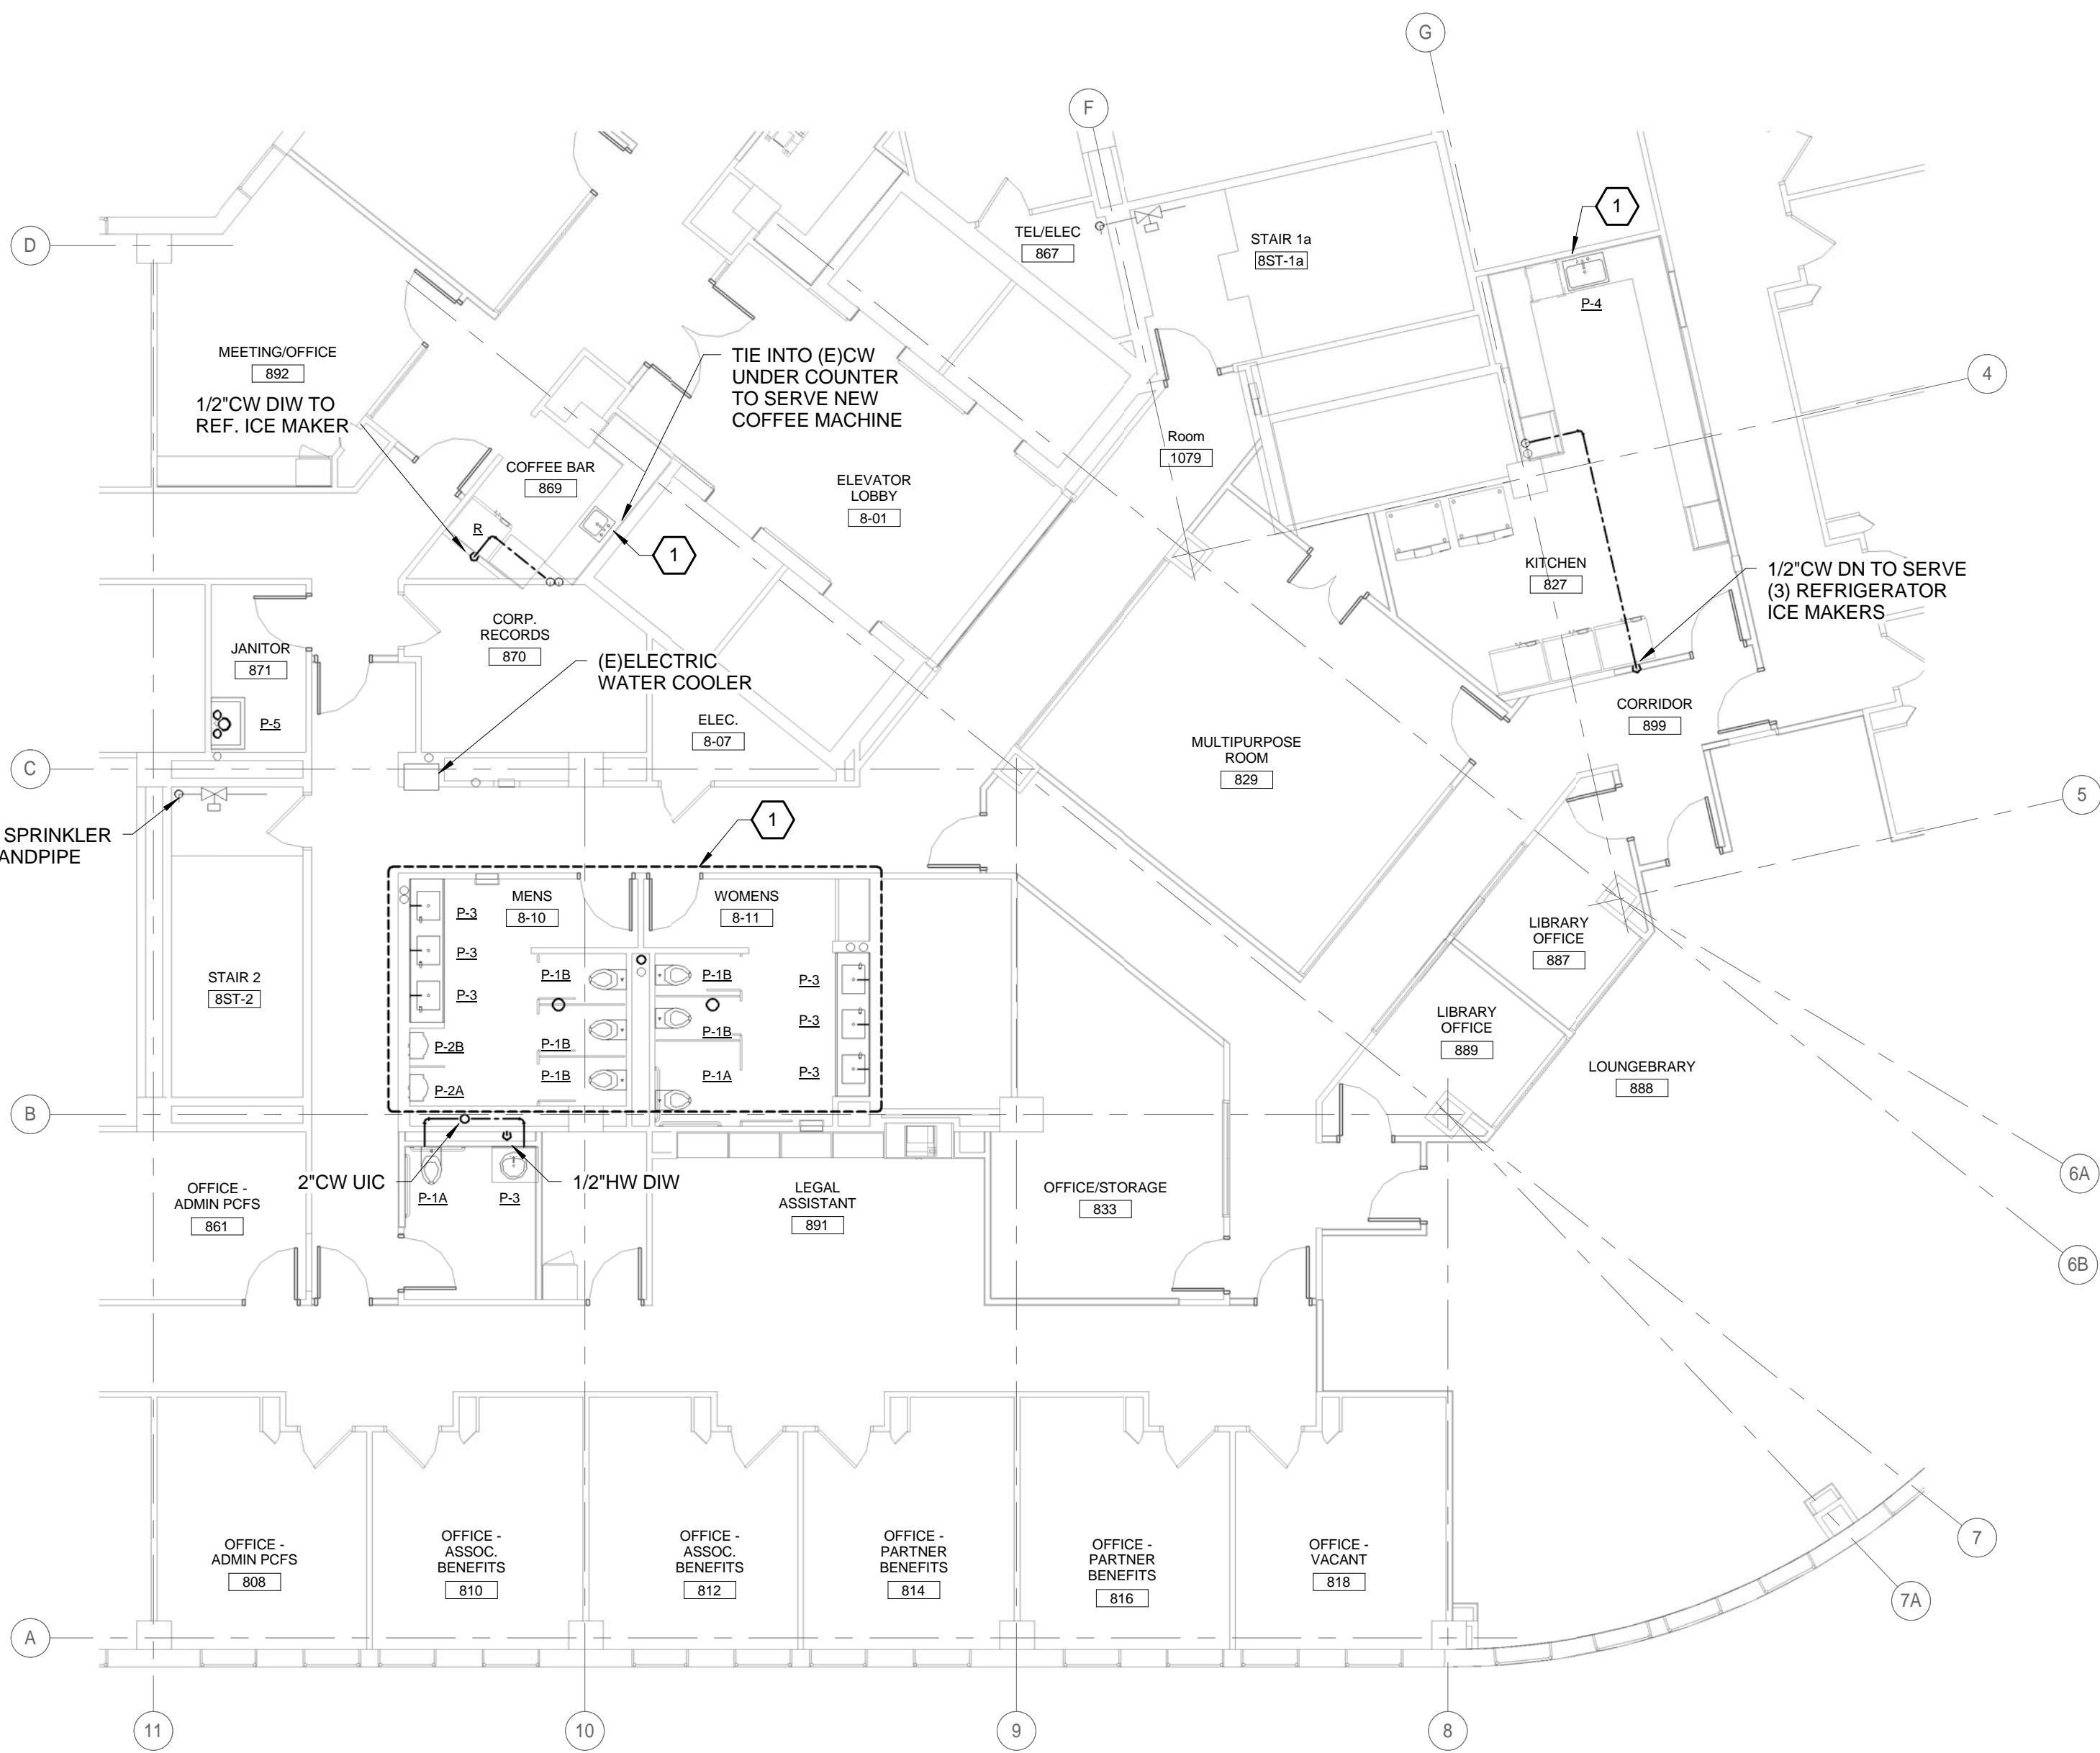 G
F
1
D
TEL/ELEC
867
STAIR 1a
8ST-1a
P-4
MEETING/OFFICE
892
1/2"CW DIW TO
REF. ICE MAKER
TIE INTO (E)CW
UNDER COUNTER
TO SERVE NEW
COFFEE MACHINE
4
Room
1079
COFFEE BAR
869
ELEVATOR
LOBBY
8-01
R
1
KITCHEN
827
1/2"CW DN TO SERVE
(3) REFRIGERATOR
ICE MAKERS
CORP.
RECORDS
870
JANITOR
871
P-5
(E)ELECTRIC
WATER COOLER
ELEC.
8-07
CORRIDOR
899
MULTIPURPOSE
ROOM
829
C
5
SPRINKLER
ANDPIPE
1
MENS
8-10
WOMENS
8-11
P-3
P-3
P-3
P-1B
P-1B
P-3
P-1B
P-1B
P-3
P-2B
P-1B
P-1A
P-3
P-2A
STAIR 2
8ST-2
LIBRARY
OFFICE
887
LIBRARY
OFFICE
889
LOUNGEBRARY
888
B
6A
2"CW UIC
1/2"HW DIW
P-1A
P-3
OFFICE -
ADMIN PCFS
861
LEGAL
ASSISTANT
891
OFFICE/STORAGE
833
6B
7
7A
OFFICE -
ADMIN PCFS
808
OFFICE -
ASSOC.
BENEFITS
810
OFFICE -
ASSOC.
BENEFITS
812
OFFICE -
PARTNER
BENEFITS
814
OFFICE -
PARTNER
BENEFITS
816
OFFICE -
VACANT
818
A
11
10
9
8